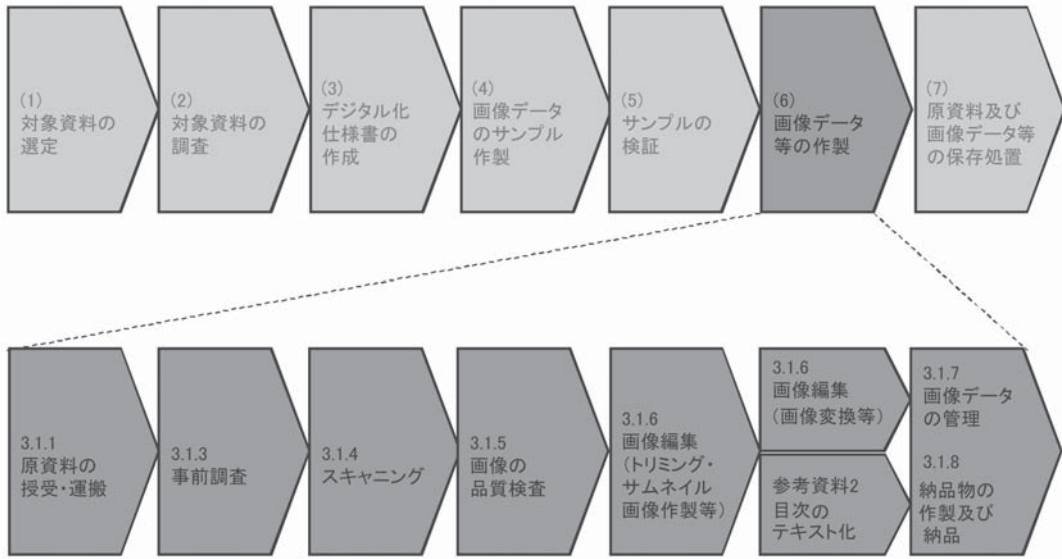 (1)
対象資料の
選定
(2)
対象資料の
調査
(3)
デジタル化
仕様書の
作成
(4)
画像データ
のサンプル
作製
(5)
サンプルの
検証
(6)
画像データ
等の作製
(7)
原資料及び
画像データ等
の保存処置
3.1.1
原資料の
授受・運搬
3.1.3
事前調査
3.1.4
スキャニング
3.1.5
画像の
品質検査
3.1.6
画像編集
(トリミング・
サムネイル
画像作製等)
3.1.6
画像編集
(画像変換等)
参考資料2
目次の
テキスト化
3.1.7
画像データ
の管理
3.1.8
納品物の
作製及び
納品